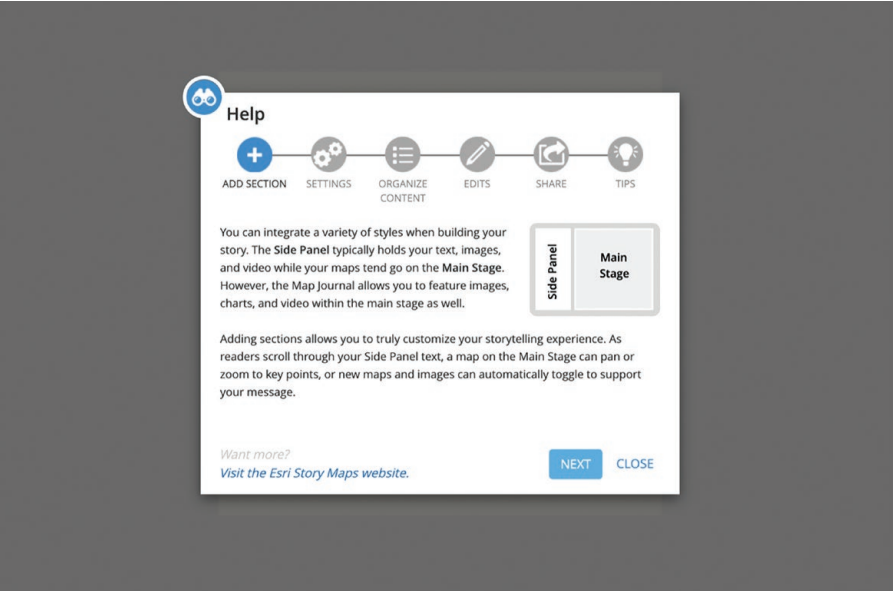 Help
ADD SECTION
SETTINGS
ORGANIZE
CONTENT
EDITS
SHARE
TIPS
You can integrate a variety of styles when building your
story. The Side Panel typically holds your text, images,
and video while your maps tend go on the Main Stage.
However, the Map Journal allows you to feature images,
charts, and video within the main stage as well.
Side Panel
Main
Stage
Adding sections allows you to truly customize your storytelling experience. As
readers scroll through your Side Panel text, a map on the Main Stage can pan or
zoom to key points, or new maps and images can automatically toggle to support
your message.
Want more?
Visit the Esri Story Maps website.
NEXT
CLOSE